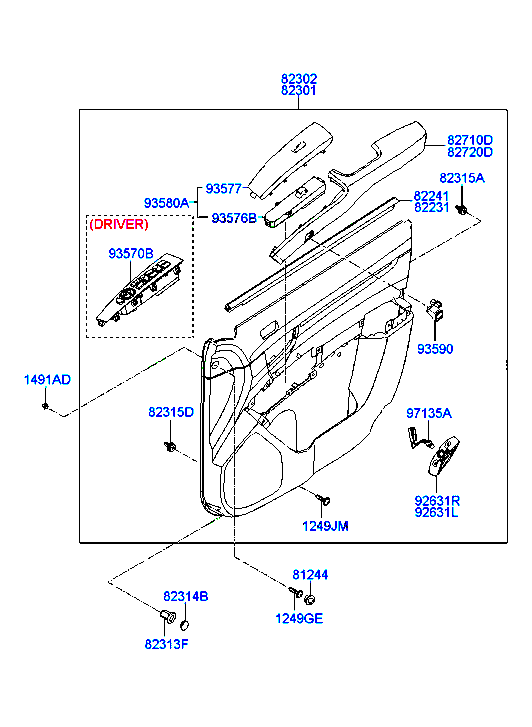 82302
82301
82710D
82720D
82315A
93577
82241
82231
93580A
93576B
(DRIVER)
93570B
93590
1491AD
82315D
97135A
92631R
92631L
1249JM
81244
82314B
1249GE
82313F